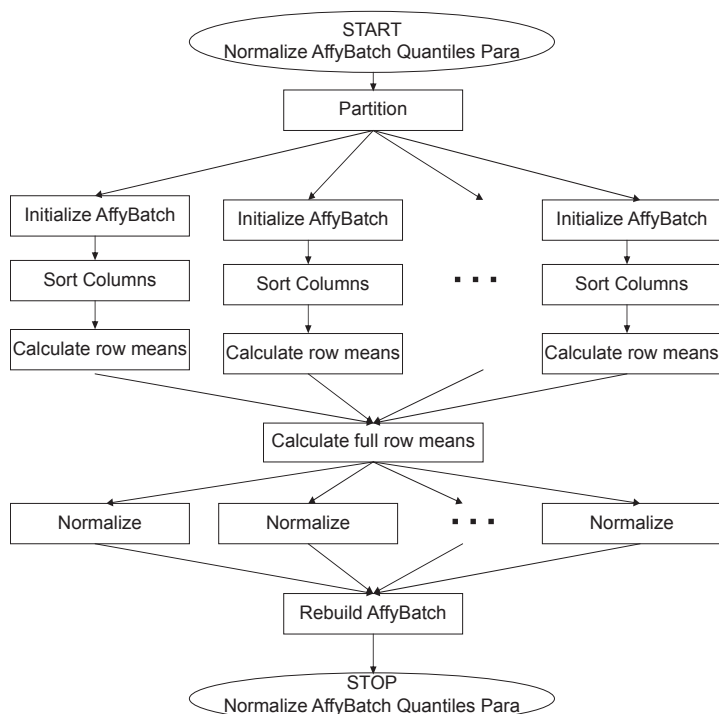 START
Normalize AffyBatch Quantiles Para
Partition
Initialize AffyBatch
Initialize AffyBatch
Initialize AffyBatch
Sort Columns
Sort Columns
...
Sort Columns
Calculate row means
Calculate row means
Calculate row means
Calculate full row means
Normalize
Normalize
...
Normalize
Rebuild AffyBatch
STOP
Normalize AffyBatch Quantiles Para